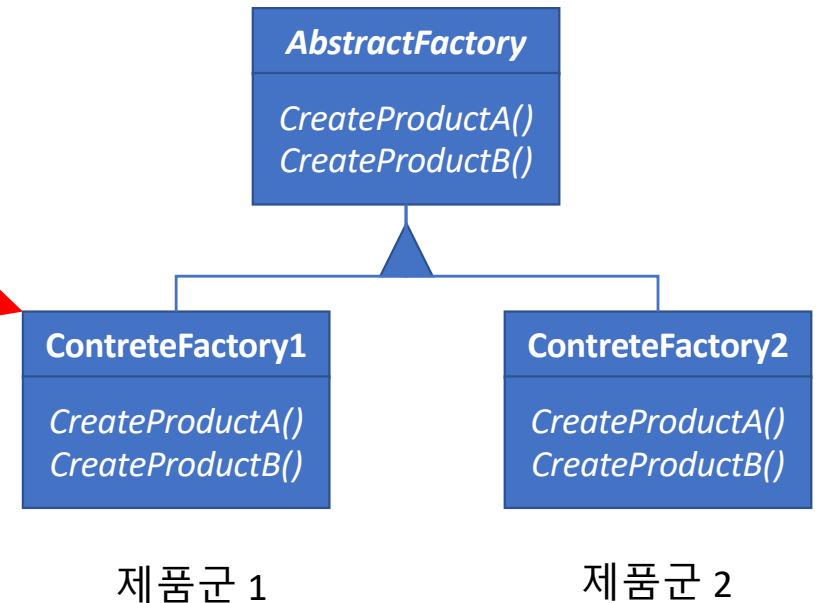 AbstractFactory
CreateProductA()
CreateProductB()
ContreteFactory1
CreateProductA()
CreateProductB()
ContreteFactory2
CreateProductA()
CreateProductB()
제품군 1
제품군 2